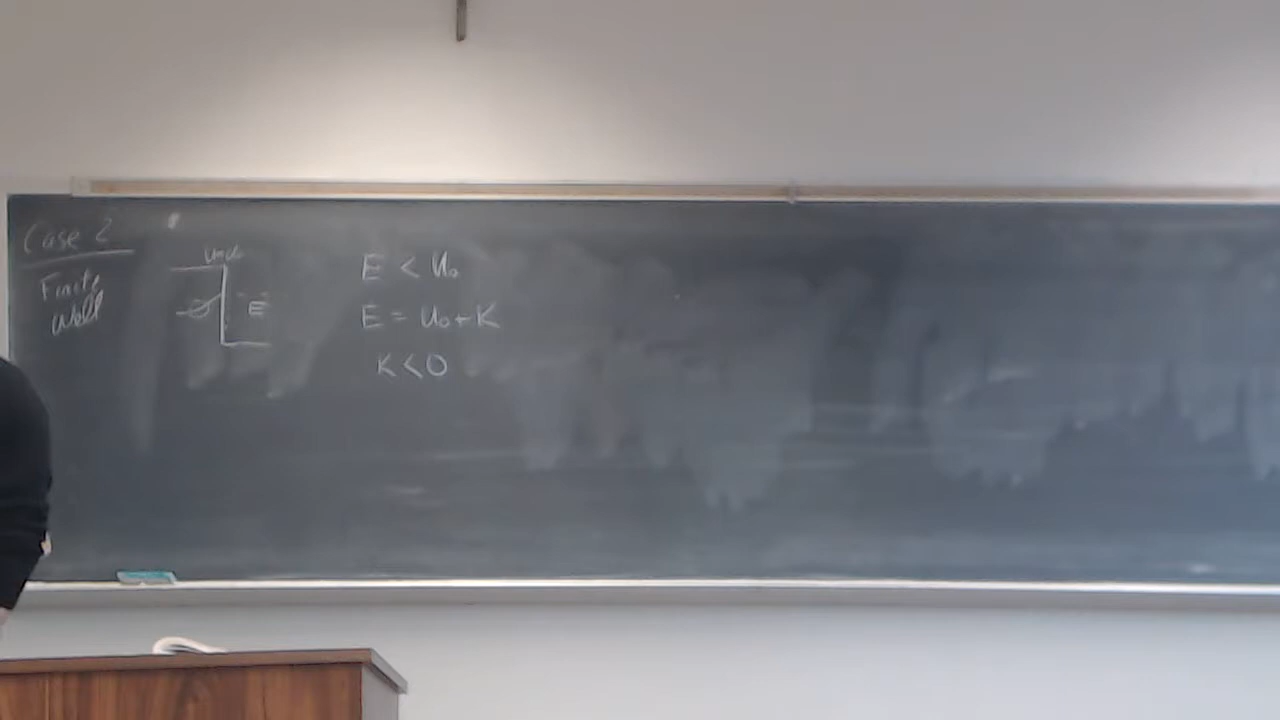 Case 2
Finite
Well
E
E < U₀
E = U₀ + K
K < 0